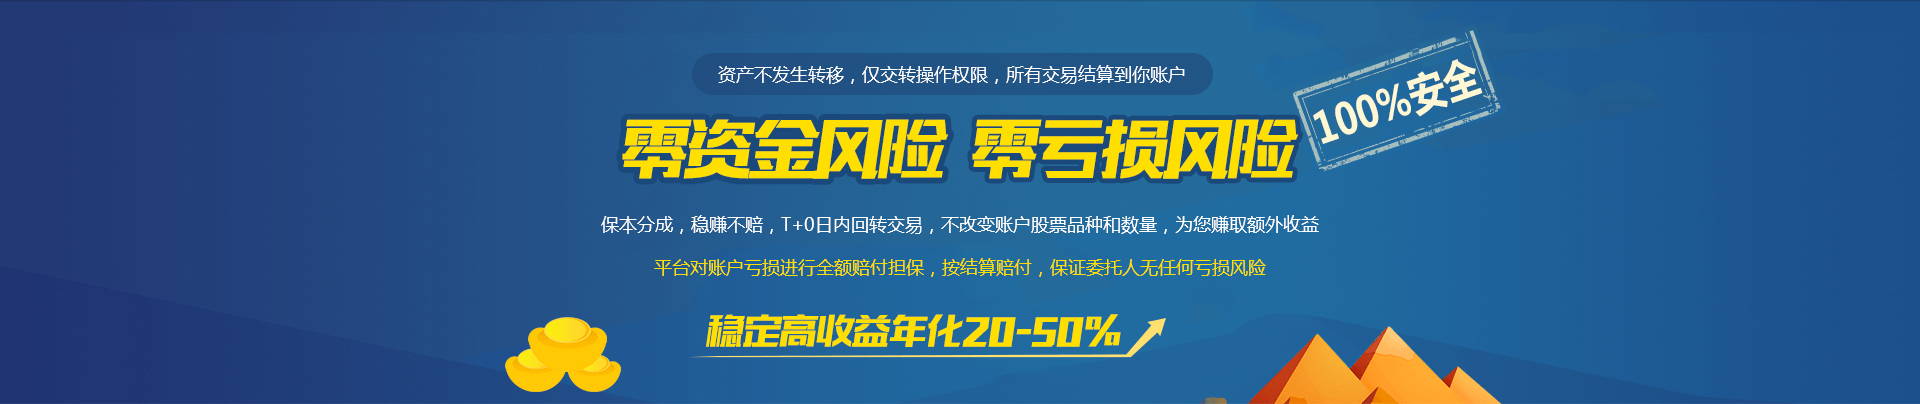 资产不发生转移，仅交转操作权限，所有交易结算到你账户
100%安全
零资金风险 零亏损风险
保本分成，稳赚不赔，T+0日内回转交易，不改变账户股票品种和数量，为您赚取额外收益
平台对账户亏损进行全额赔付担保，按结算赔付，保证委托人无任何亏损风险
稳定高收益年化20-50%